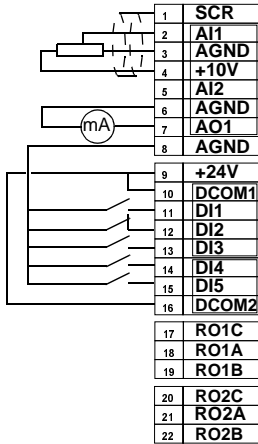 1 SCR
2 AI1
3 AGND
4 +10V
5 AI2
6 AGND
mA
7 AO1
8 AGND
9 +24V
10 DCOM1
11 DI1
12 DI2
13 DI3
14 DI4
15 DI5
16 DCOM2
17 RO1C
18 RO1A
19 RO1B
20 RO2C
21 RO2A
22 RO2B